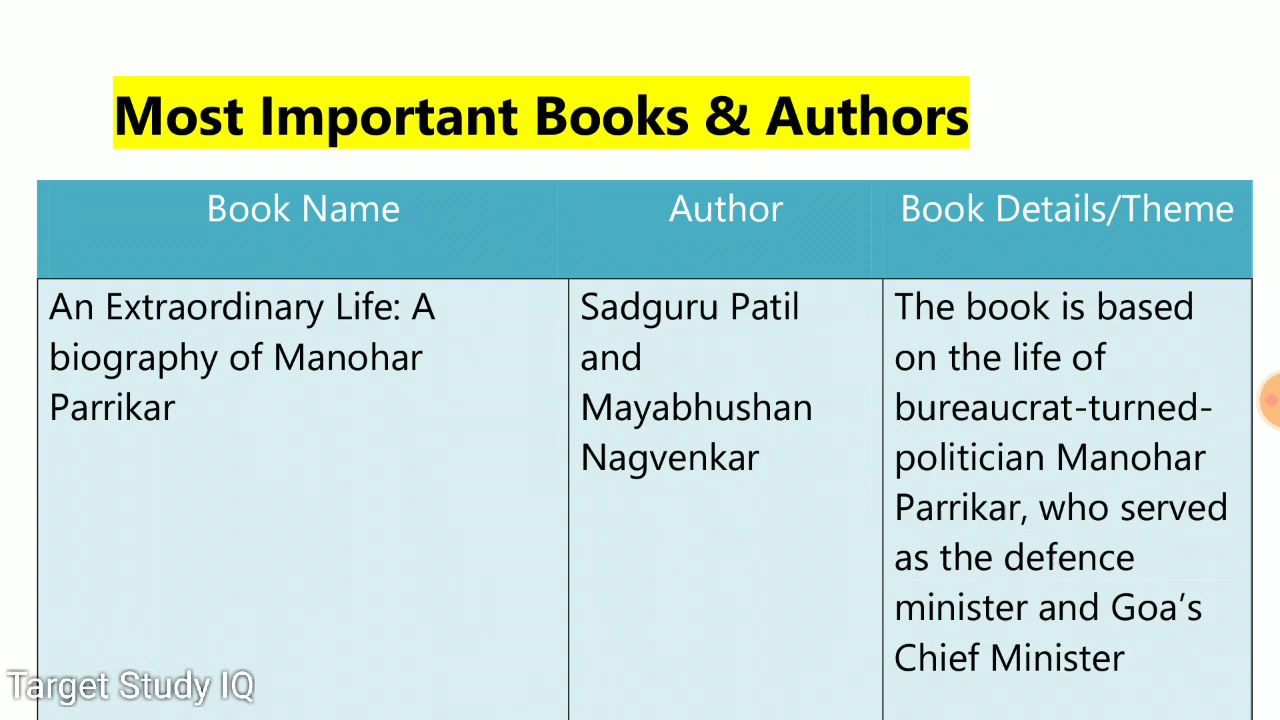 Most Important Books & Authors
Book Name
Author
Book Details/Theme
An Extraordinary Life: A
biography of Manohar
Parrikar
Sadguru Patil
and
Mayabhushan
Nagvenkar
The book is based
on the life of
bureaucrat-turned-
politician Manohar
Parrikar, who served
as the defence
minister and Goa’s
Chief Minister
Target Study IQ